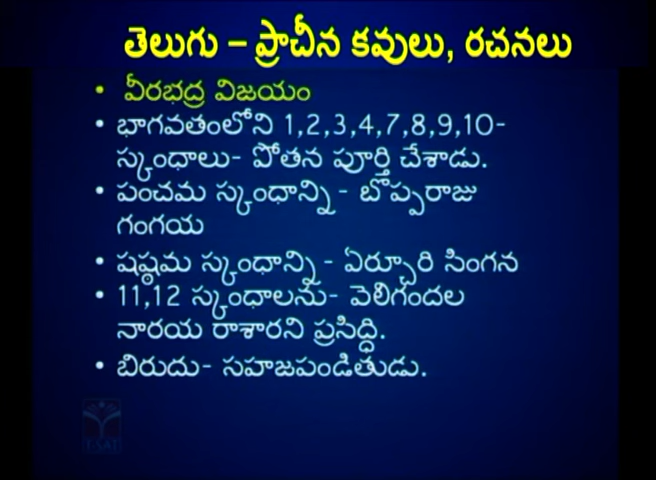 తెలుగు – ప్రాచీన కవులు, రచనలు
• వీరభద్ర విజయం
• భాగవతంలోని 1,2,3,4,7,8,9,10-
స్కంధాలు- పోతన పూర్తి చేశాడు.
• పంచమ స్కంధాన్ని - బొప్పరాజు
గంగయ
• షష్ఠమ స్కంధాన్ని - ఏర్చూరి సింగన
• 11,12 స్కంధాలను- వెలిగందల
నారయ రాశారని ప్రసిద్ధి.
• బిరుదు- సహజపండితుడు.